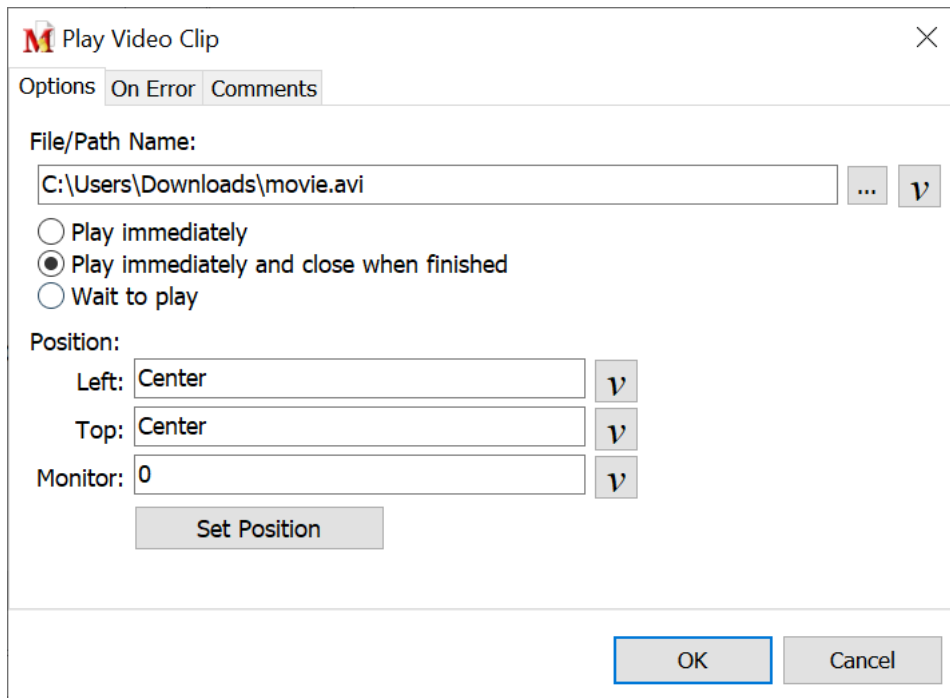 Play Video Clip
Options On Error Comments
File/Path Name:
C:\Users\Downloads\movie.avi ... v
Play immediately
Play immediately and close when finished
Wait to play
Position:
Left: Center v
Top: Center v
Monitor: 0 v
Set Position
OK Cancel